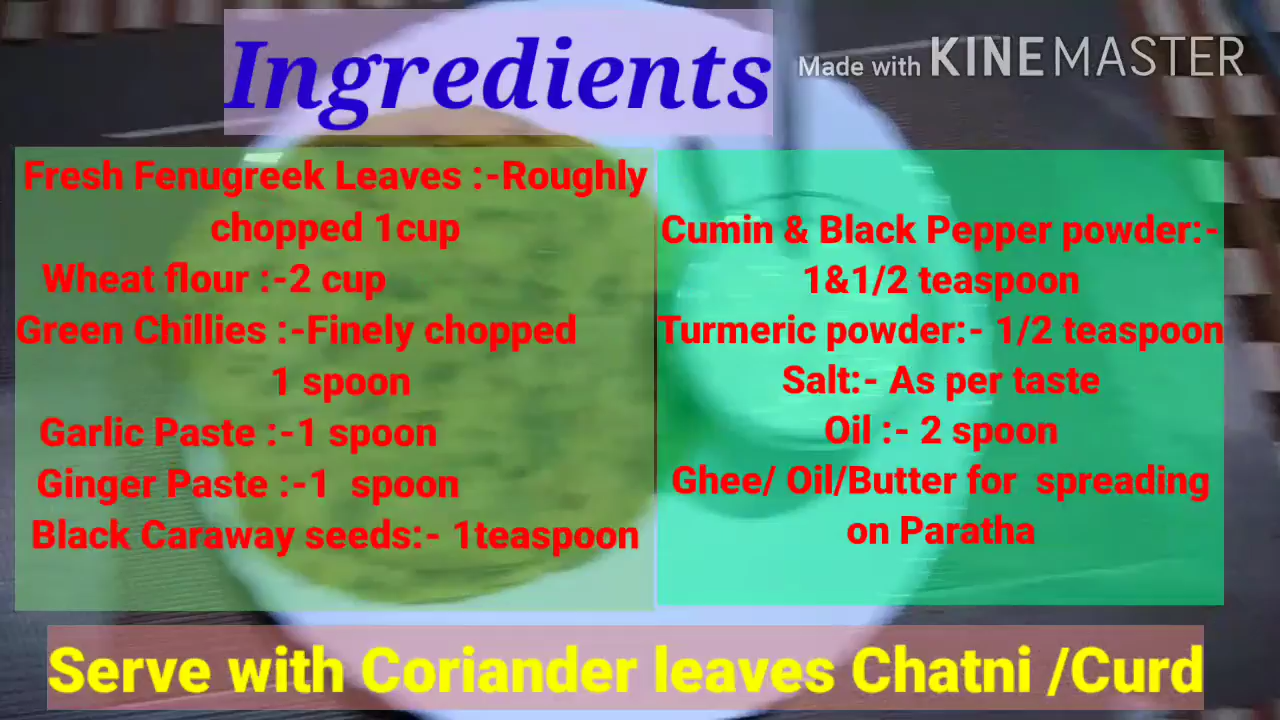 Ingredients
Made with KINEMASTER
Fresh Fenugreek Leaves :-Roughly
chopped 1cup
Wheat flour :-2 cup
Green Chillies :-Finely chopped
1 spoon
Garlic Paste :-1 spoon
Ginger Paste :-1 spoon
Black Caraway seeds:- 1teaspoon
Cumin & Black Pepper powder:-
1&1/2 teaspoon
Turmeric powder:- 1/2 teaspoon
Salt:- As per taste
Oil :- 2 spoon
Ghee/ Oil/Butter for spreading
on Paratha
Serve with Coriander leaves Chatni /Curd